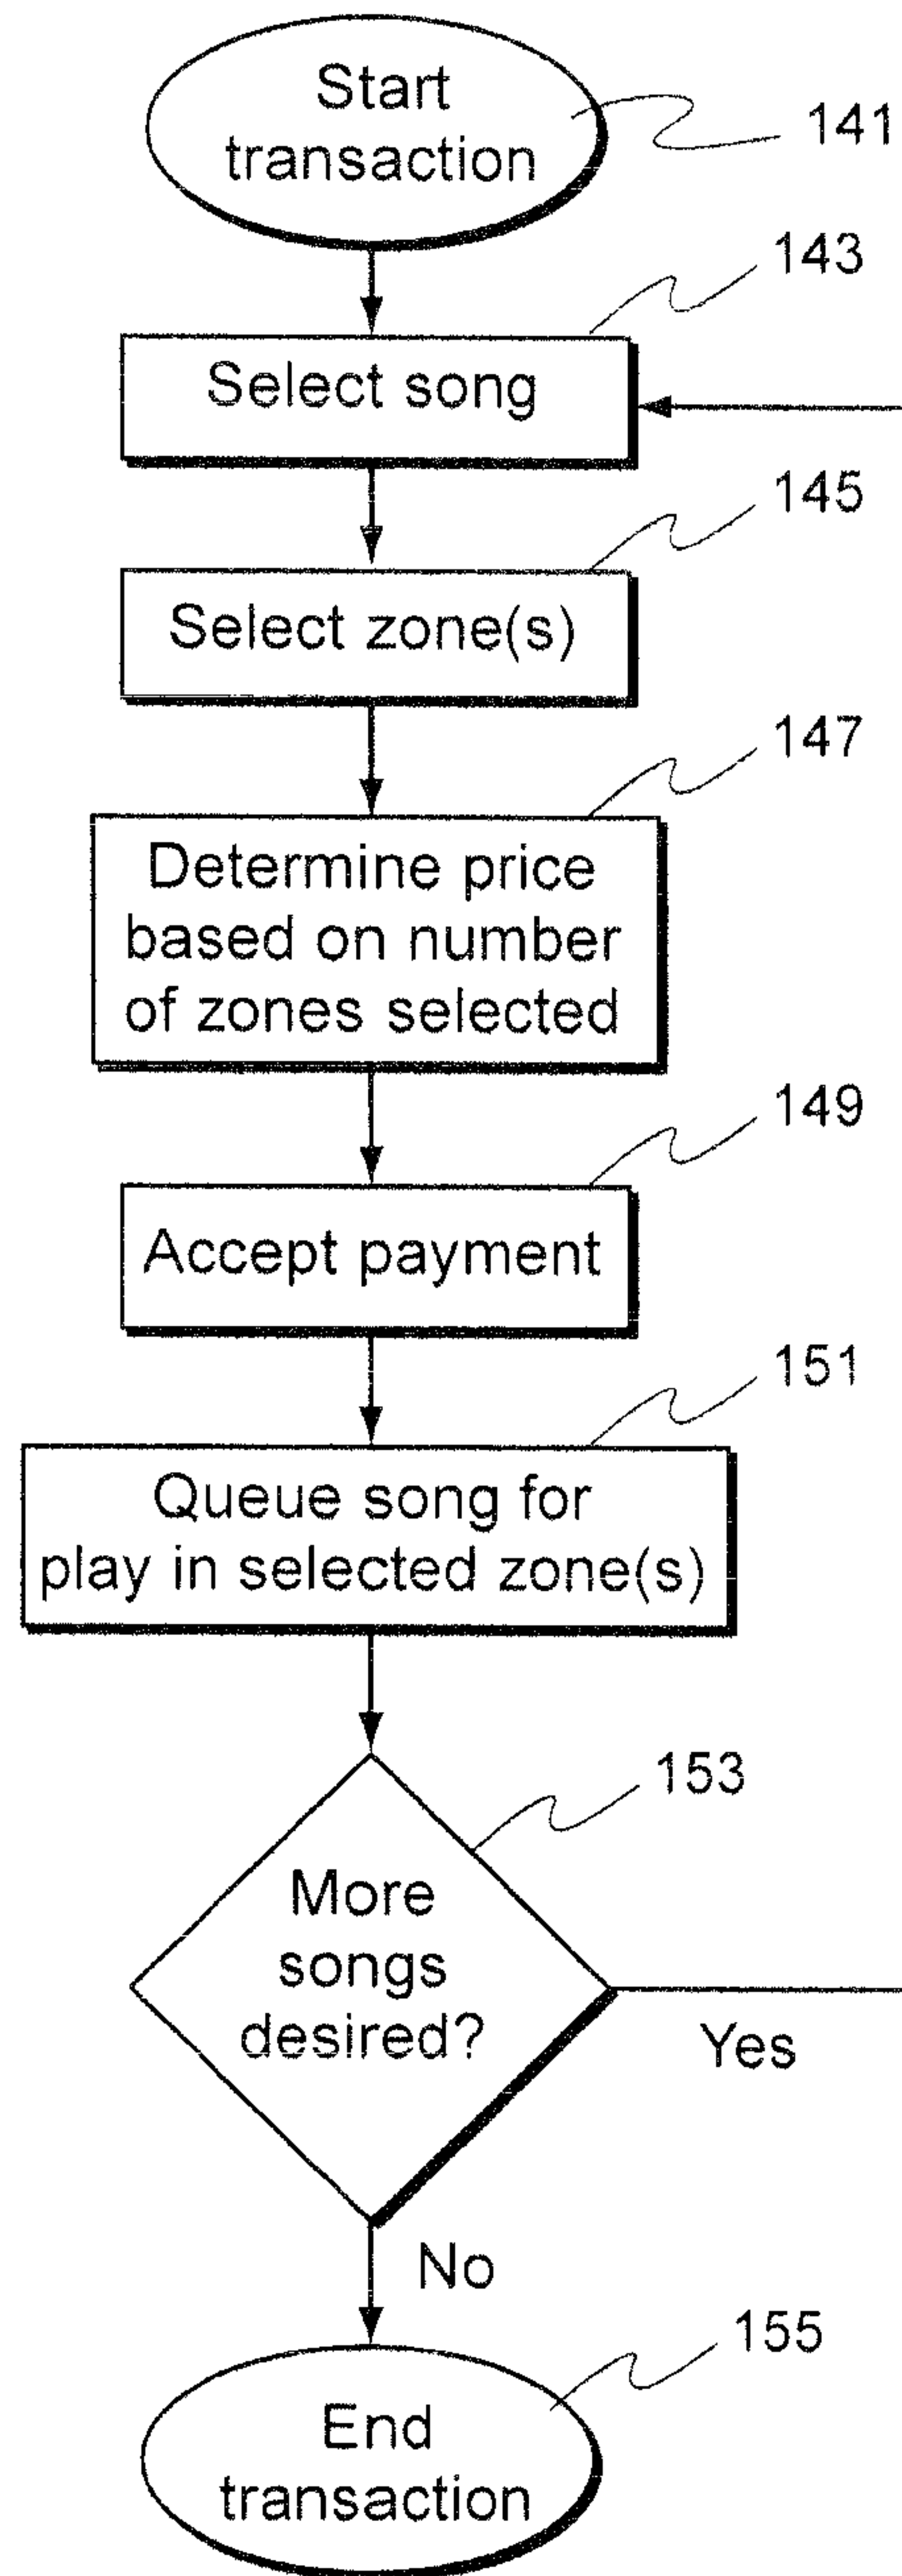 Start
transaction
141
143
Select song
145
Select zone(s)
147
Determine price
based on number
of zones selected
149
Accept payment
151
Queue song for
play in selected zone(s)
153
More
songs
desired?
Yes
No
155
End
transaction